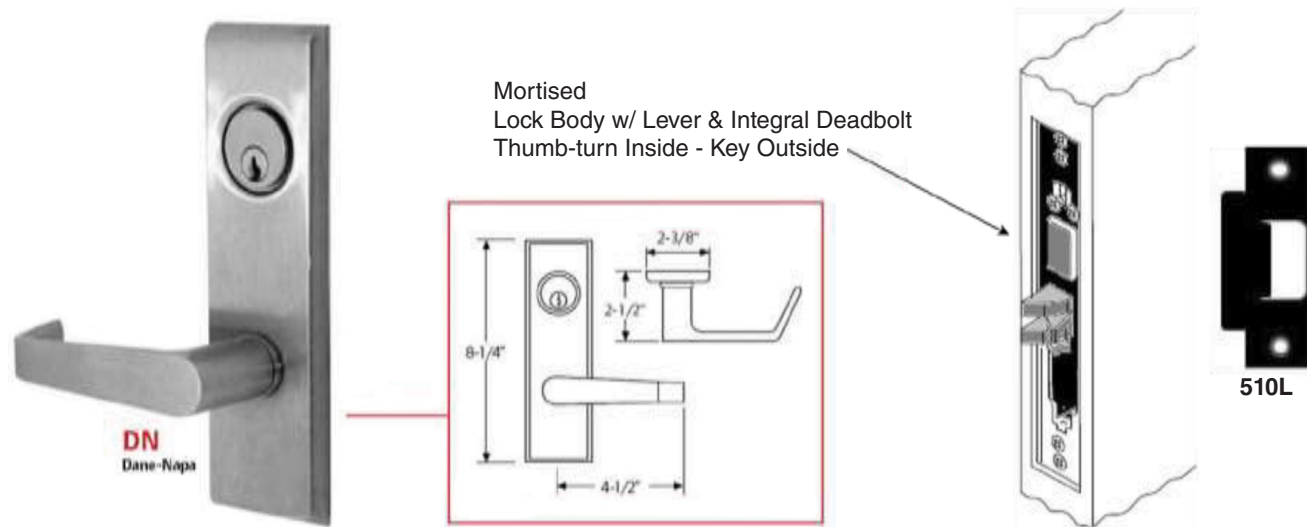 Mortised
Lock Body w/ Lever & Integral Deadbolt
Thumb-turn Inside - Key Outside
2-3/8"
2-1/2"
8-1/4"
4-1/2"
DN
Dane-Napa
510L